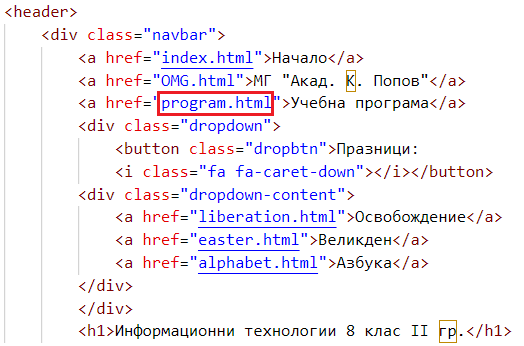 <header>
<div class="navbar">
<a href="index.html">Начало</a>
<a href="OMG.html">МГ "Акад. К. Попов"</a>
<a href="program.html">Учебна програма</a>
<div class="dropdown">
<button class="dropbtn">Празници:
<i class="fa fa-caret-down"></i></button>
<div class="dropdown-content">
<a href="liberation.html">Освобождение</a>
<a href="easter.html">Великден</a>
<a href="alphabet.html">Азбука</a>
</div>
</div>
<h1>Информационни технологии 8 клас II гр.</h1>